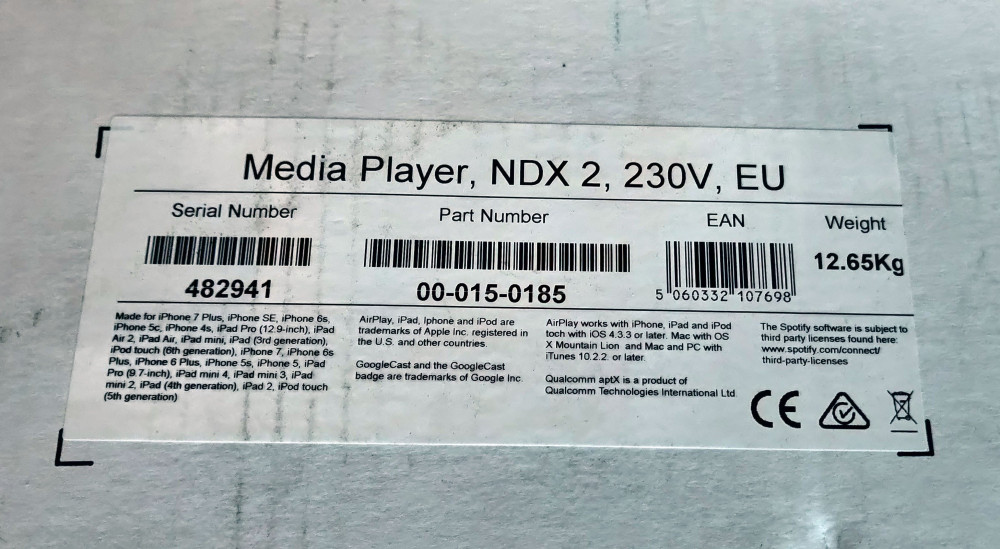 Media Player, NDX 2, 230V, EU
Serial Number
482941
Part Number
00-015-0185
EAN
5 060332 107698
Weight
12.65Kg
Made for iPhone 7 Plus, iPhone SE, iPhone 6s,
iPhone 5c, iPhone 4s, iPad Pro (12.9-inch), iPad
Air 2, iPad Air, iPad mini, iPad (3rd generation),
iPod touch (6th generation), iPhone 7, iPhone 6s
Plus, iPhone 6 Plus, iPhone 5s, iPhone 5, iPad
Pro (9.7-inch), iPad mini 4, iPad mini 3, iPad
mini 2, iPad (4th generation), iPad 2, iPod touch
(5th generation)
AirPlay, iPad, Iphone and iPod are
trademarks of Apple Inc. registered in
the U.S. and other countries.
GoogleCast and the GoogleCast
badge are trademarks of Google Inc.
AirPlay works with iPhone, iPad and iPod
toch with iOS 4.3.3 or later. Mac with OS
X Mountain Lion and Mac and PC with
iTunes 10.2.2. or later.
Qualcomm aptX is a product of
Qualcomm Technologies International Ltd.
The Spotify software is subject to
third party licenses found here:
www.spotify.com/connect/
third-party-licenses
CE